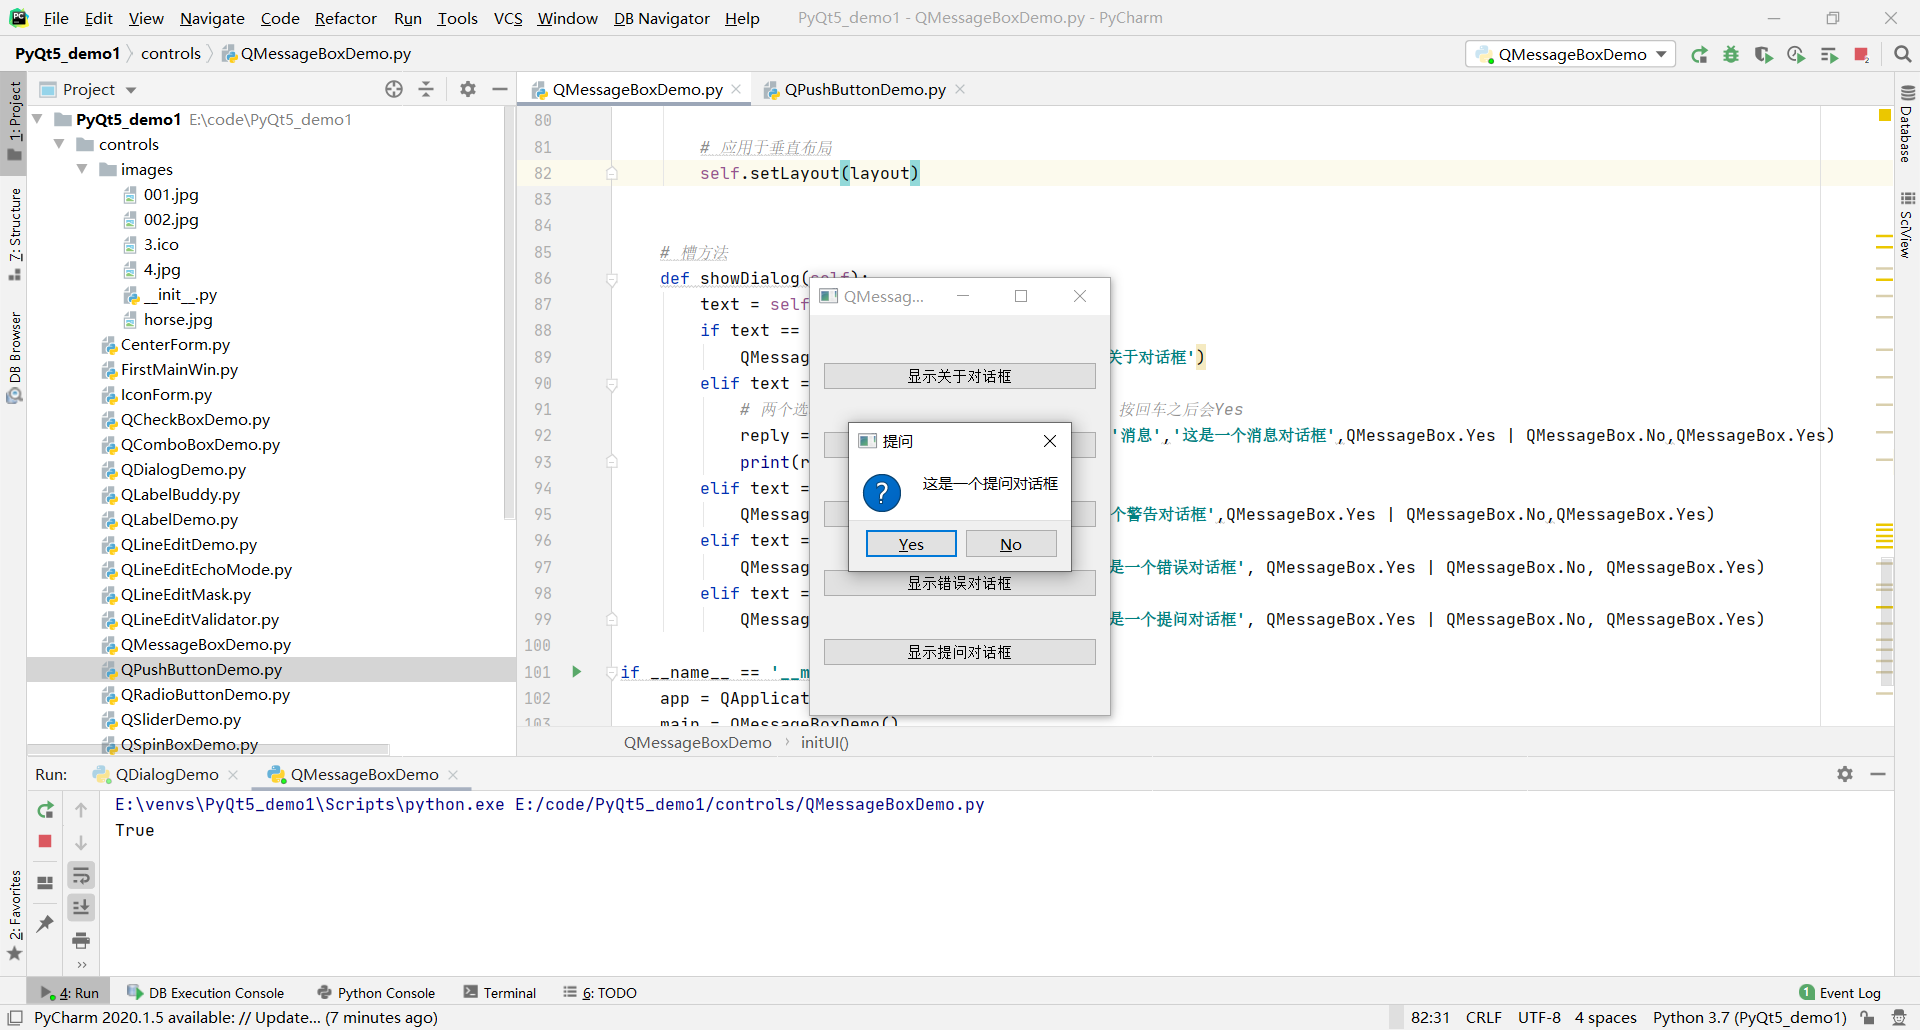 File Edit View Navigate Code Refactor Run Tools VCS Window DB Navigator Help PyQt5_demo1 - QMessageBoxDemo.py - PyCharm
PyQt5_demo1 controls QMessageBoxDemo.py QMessageBoxDemo
1: Project
7: Structure
DB Browser
2: Favorites
Project
PyQt5_demo1 E:\code\PyQt5_demo1
controls
images
001.jpg
002.jpg
3.ico
4.jpg
__init__.py
horse.jpg
CenterForm.py
FirstMainWin.py
IconForm.py
QCheckBoxDemo.py
QComboBoxDemo.py
QDialogDemo.py
QLabelBuddy.py
QLabelDemo.py
QLineEditDemo.py
QLineEditEchoMode.py
QLineEditMask.py
QLineEditValidator.py
QMessageBoxDemo.py
QPushButtonDemo.py
QRadioButtonDemo.py
QSliderDemo.py
QSpinBoxDemo.py
QMessageBoxDemo.py QPushButtonDemo.py
80
81 # 应用于垂直布局
82 self.setLayout(layout)
83
84
85 # 槽方法
86 def showDialog(self):
87 text = self
88 if text ==
89 QMessag 关于对话框')
90 elif text =
91 # 两个选 按回车之后会Yes
92 reply = '消息','这是一个消息对话框',QMessageBox.Yes | QMessageBox.No,QMessageBox.Yes)
93 print(r
94 elif text =
95 QMessag 个警告对话框',QMessageBox.Yes | QMessageBox.No,QMessageBox.Yes)
96 elif text =
97 QMessag 是一个错误对话框', QMessageBox.Yes | QMessageBox.No, QMessageBox.Yes)
98 elif text =
99 QMessag 是一个提问对话框', QMessageBox.Yes | QMessageBox.No, QMessageBox.Yes)
100
101 if __name__ == '__m
102 app = QApplicat
103 main = QMessageBoxDemo()
QMessageBoxDemo initUI()
QMessag...
显示关于对话框
显示错误对话框
显示提问对话框
提问
这是一个提问对话框
Yes No
Database
SciView
Run: QDialogDemo QMessageBoxDemo
E:\venvs\PyQt5_demo1\Scripts\python.exe E:/code/PyQt5_demo1/controls/QMessageBoxDemo.py
True
4: Run DB Execution Console Python Console Terminal 6: TODO 1 Event Log
PyCharm 2020.1.5 available: // Update... (7 minutes ago) 82:31 CRLF UTF-8 4 spaces Python 3.7 (PyQt5_demo1)